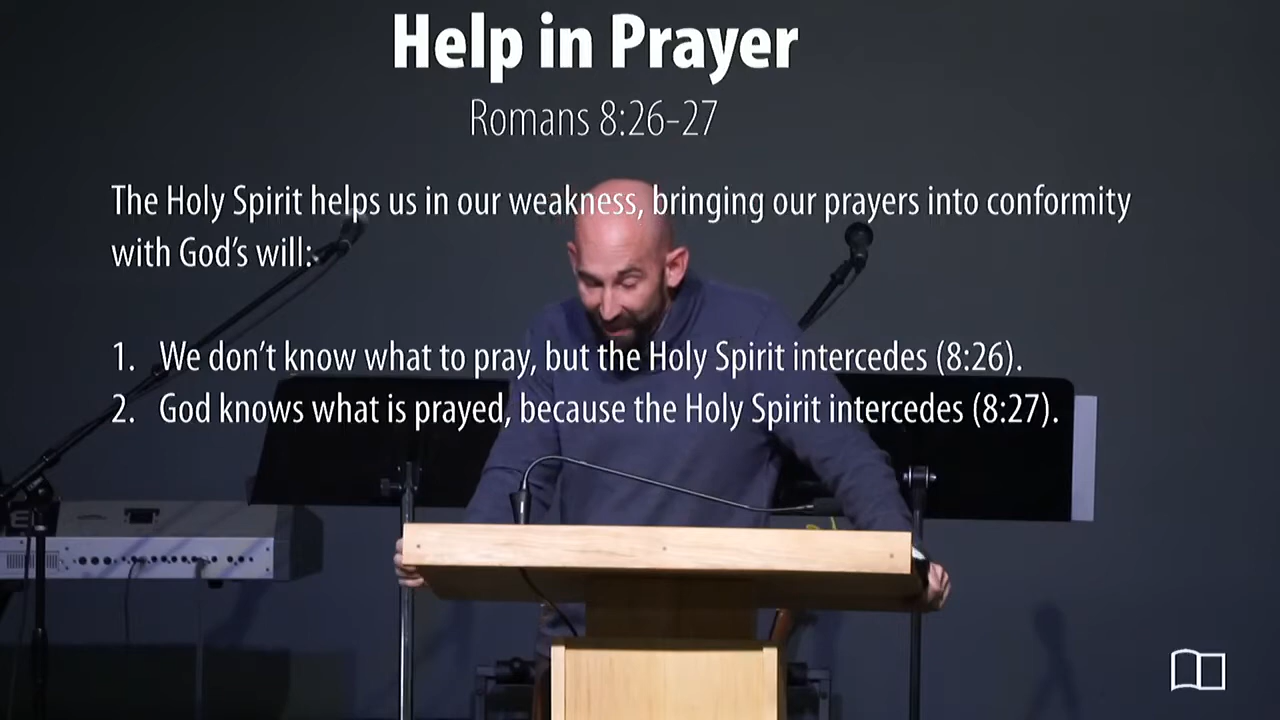 Help in Prayer
Romans 8:26-27
The Holy Spirit helps us in our weakness, bringing our prayers into conformity
with God's will:
1. We don't know what to pray, but the Holy Spirit intercedes (8:26).
2. God knows what is prayed, because the Holy Spirit intercedes (8:27).